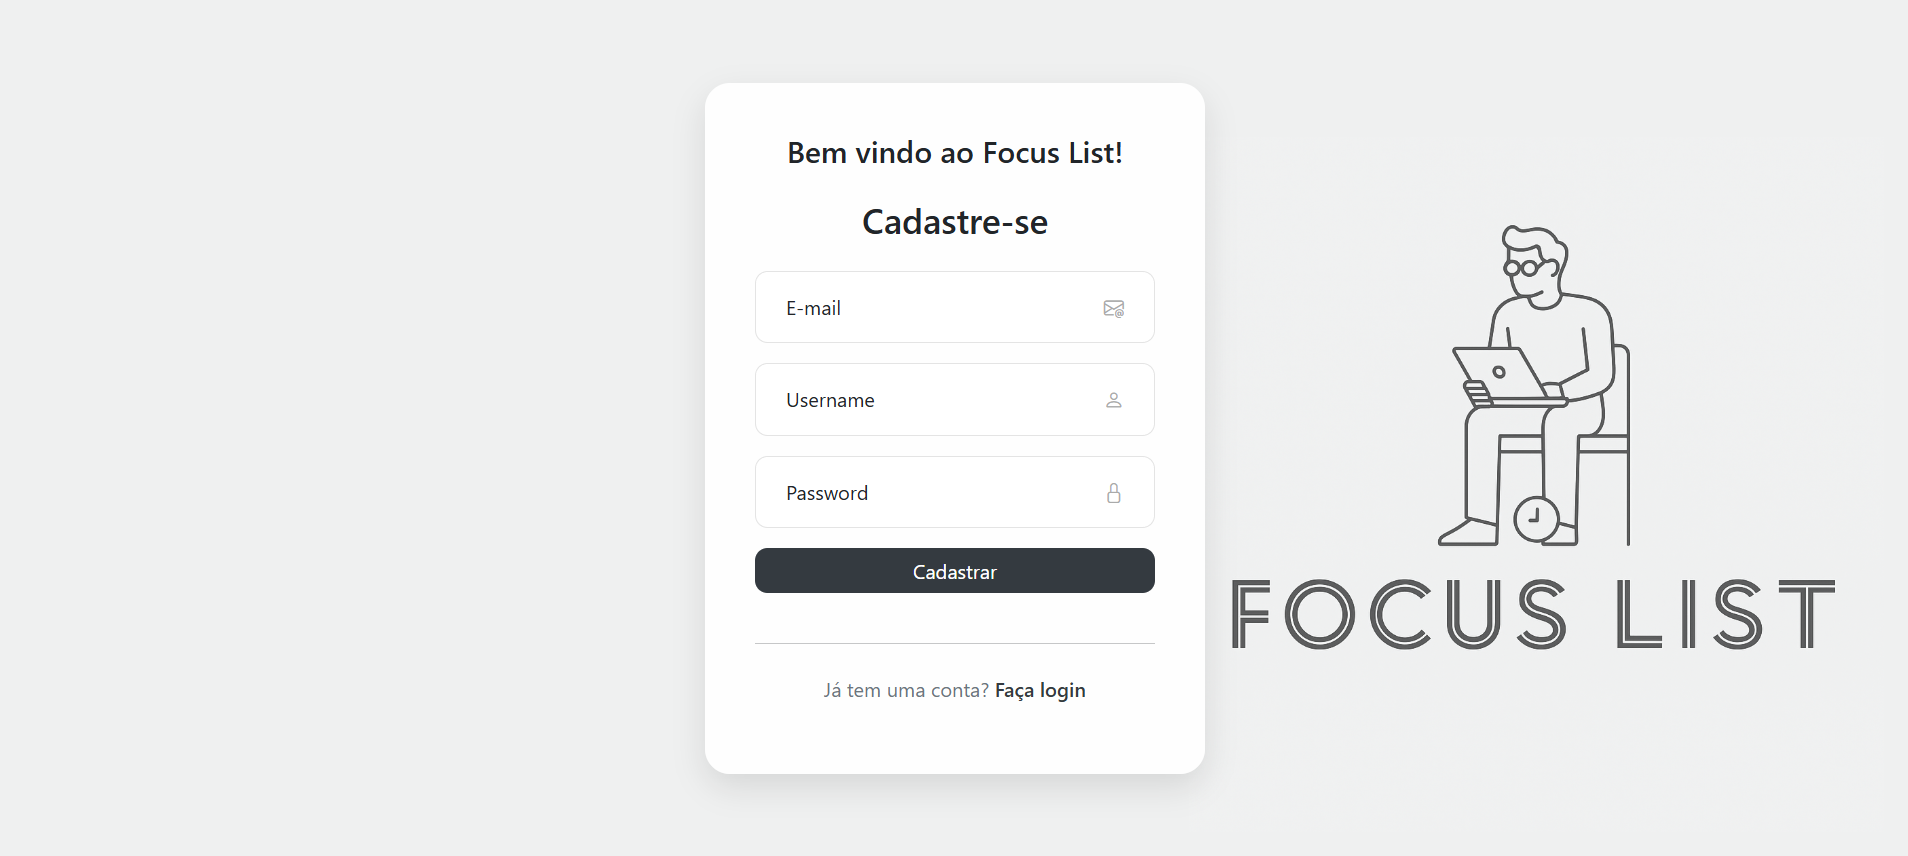 Bem vindo ao Focus List!
Cadastre-se
E-mail
Username
Password
Cadastrar
Já tem uma conta? Faça login
FOCUS LIST